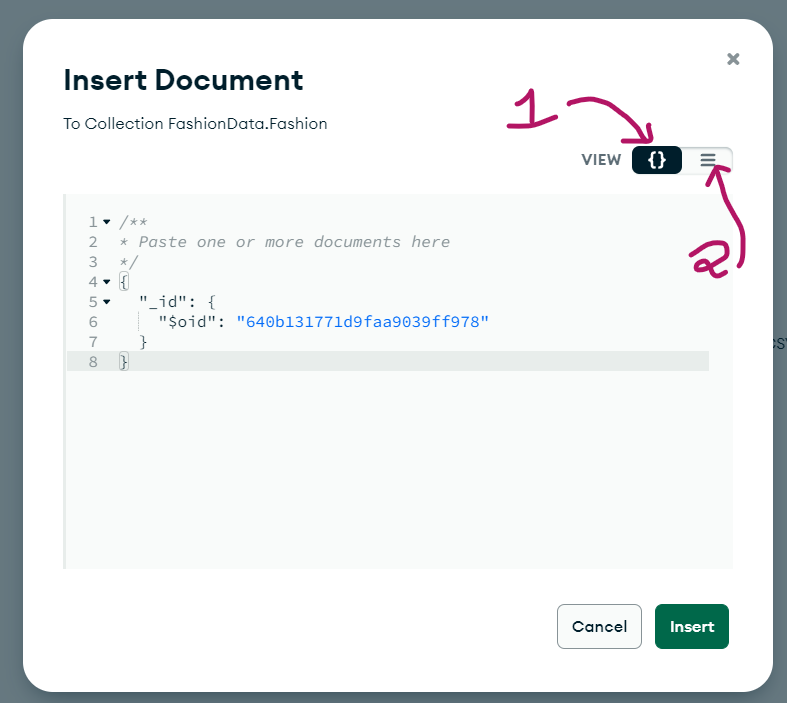 Insert Document
To Collection FashionData.Fashion
1
VIEW {}
2
1 /**
2 * Paste one or more documents here
3 */
4 {
5 "_id": {
6 "$oid": "640b131771d9faa9039ff978"
7 }
8 }
Cancel Insert